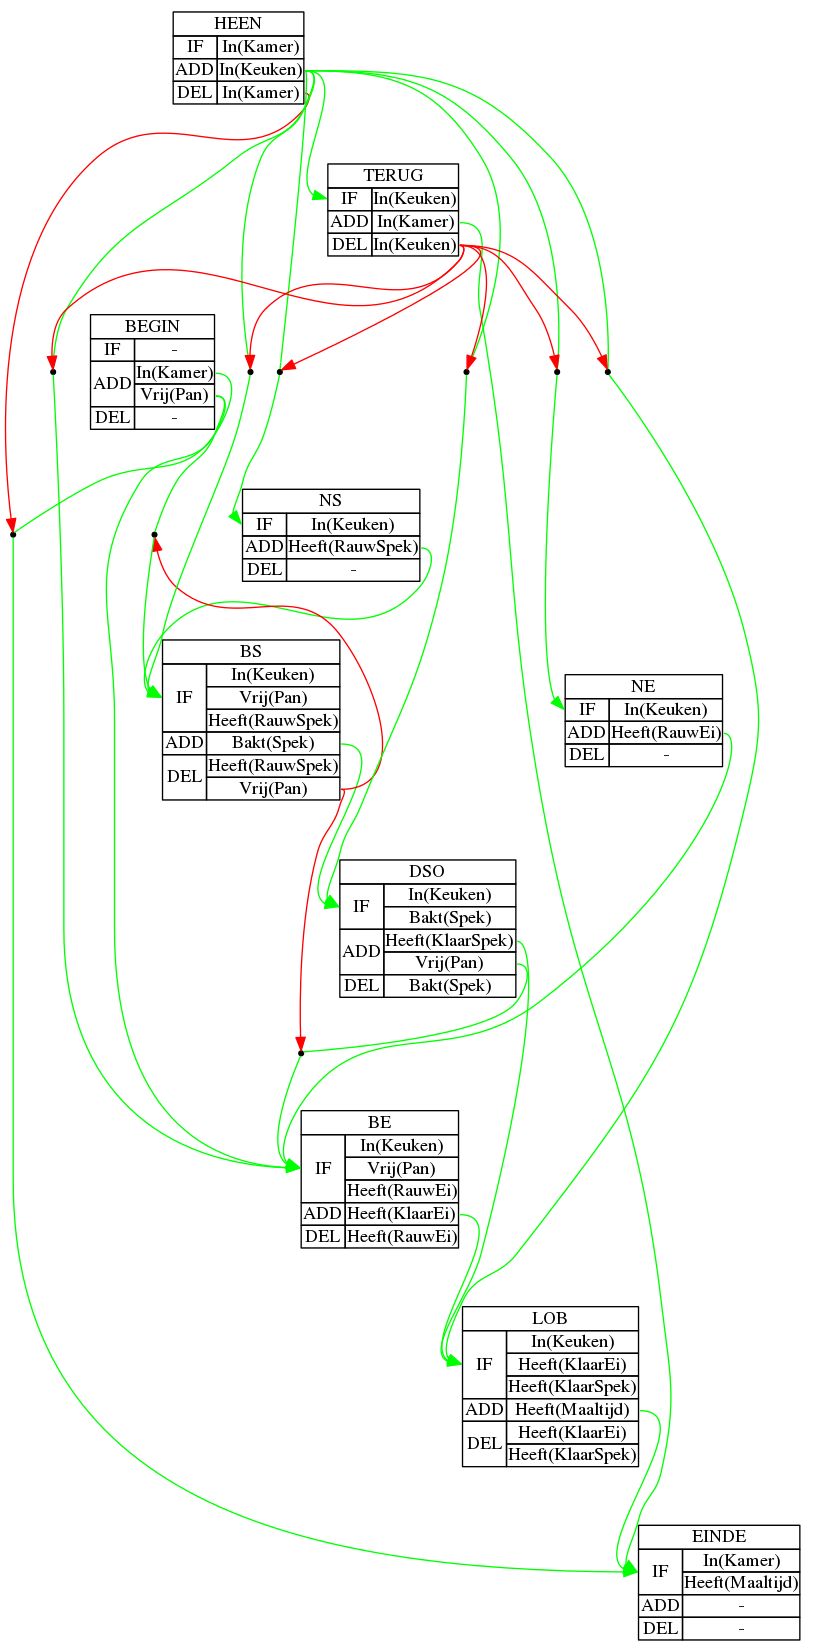 HEEN
IF In(Kamer)
ADD In(Keuken)
DEL In(Kamer)
TERUG
IF In(Keuken)
ADD In(Kamer)
DEL In(Keuken)
BEGIN
IF -
ADD In(Kamer)
Vrij(Pan)
DEL -
NS
IF In(Keuken)
ADD Heeft(RauwSpek)
DEL -
BS
IF In(Keuken)
Vrij(Pan)
Heeft(RauwSpek)
ADD Bakt(Spek)
DEL Heeft(RauwSpek)
Vrij(Pan)
NE
IF In(Keuken)
ADD Heeft(RauwEi)
DEL -
DSO
IF In(Keuken)
Bakt(Spek)
ADD Heeft(KlaarSpek)
Vrij(Pan)
DEL Bakt(Spek)
BE
IF In(Keuken)
Vrij(Pan)
Heeft(RauwEi)
ADD Heeft(KlaarEi)
DEL Heeft(RauwEi)
LOB
IF In(Keuken)
Heeft(KlaarEi)
Heeft(KlaarSpek)
ADD Heeft(Maaltijd)
DEL Heeft(KlaarEi)
Heeft(KlaarSpek)
EINDE
IF In(Kamer)
Heeft(Maaltijd)
ADD -
DEL -